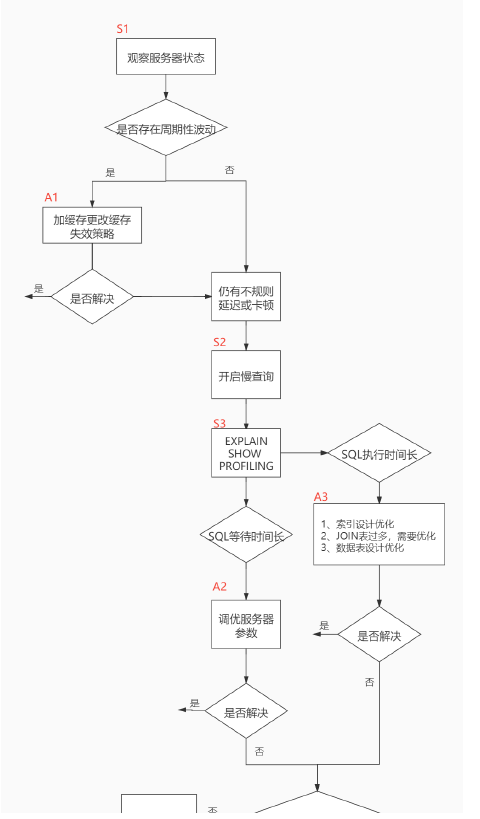 S1
观察服务器状态
是否存在周期性波动
是
否
A1
加缓存更改缓存
失效策略
是
是否解决
仍有不规则
延迟或卡顿
S2
开启慢查询
S3
EXPLAIN
SHOW
PROFILING
SQL执行时间长
A3
1、索引设计优化
2、JOIN表过多，需要优化
3、数据表设计优化
SQL等待时间长
A2
调优服务器
参数
是
是否解决
否
是
是否解决
否
否